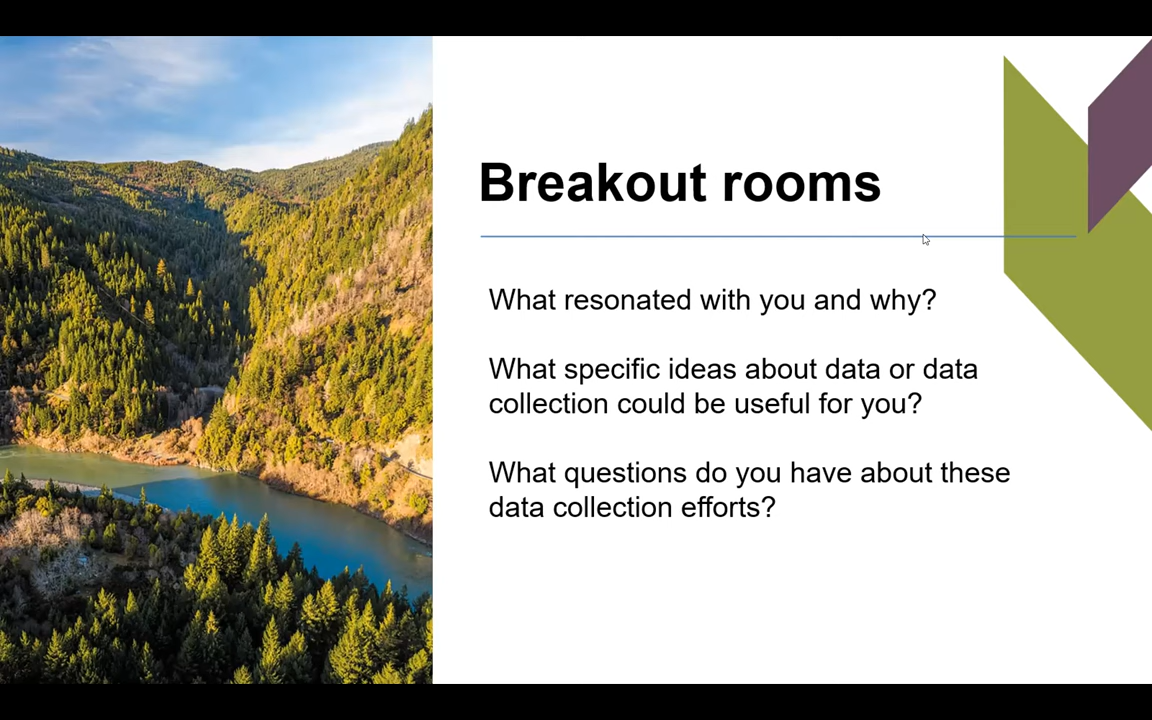 Breakout rooms
What resonated with you and why?
What specific ideas about data or data
collection could be useful for you?
What questions do you have about these
data collection efforts?